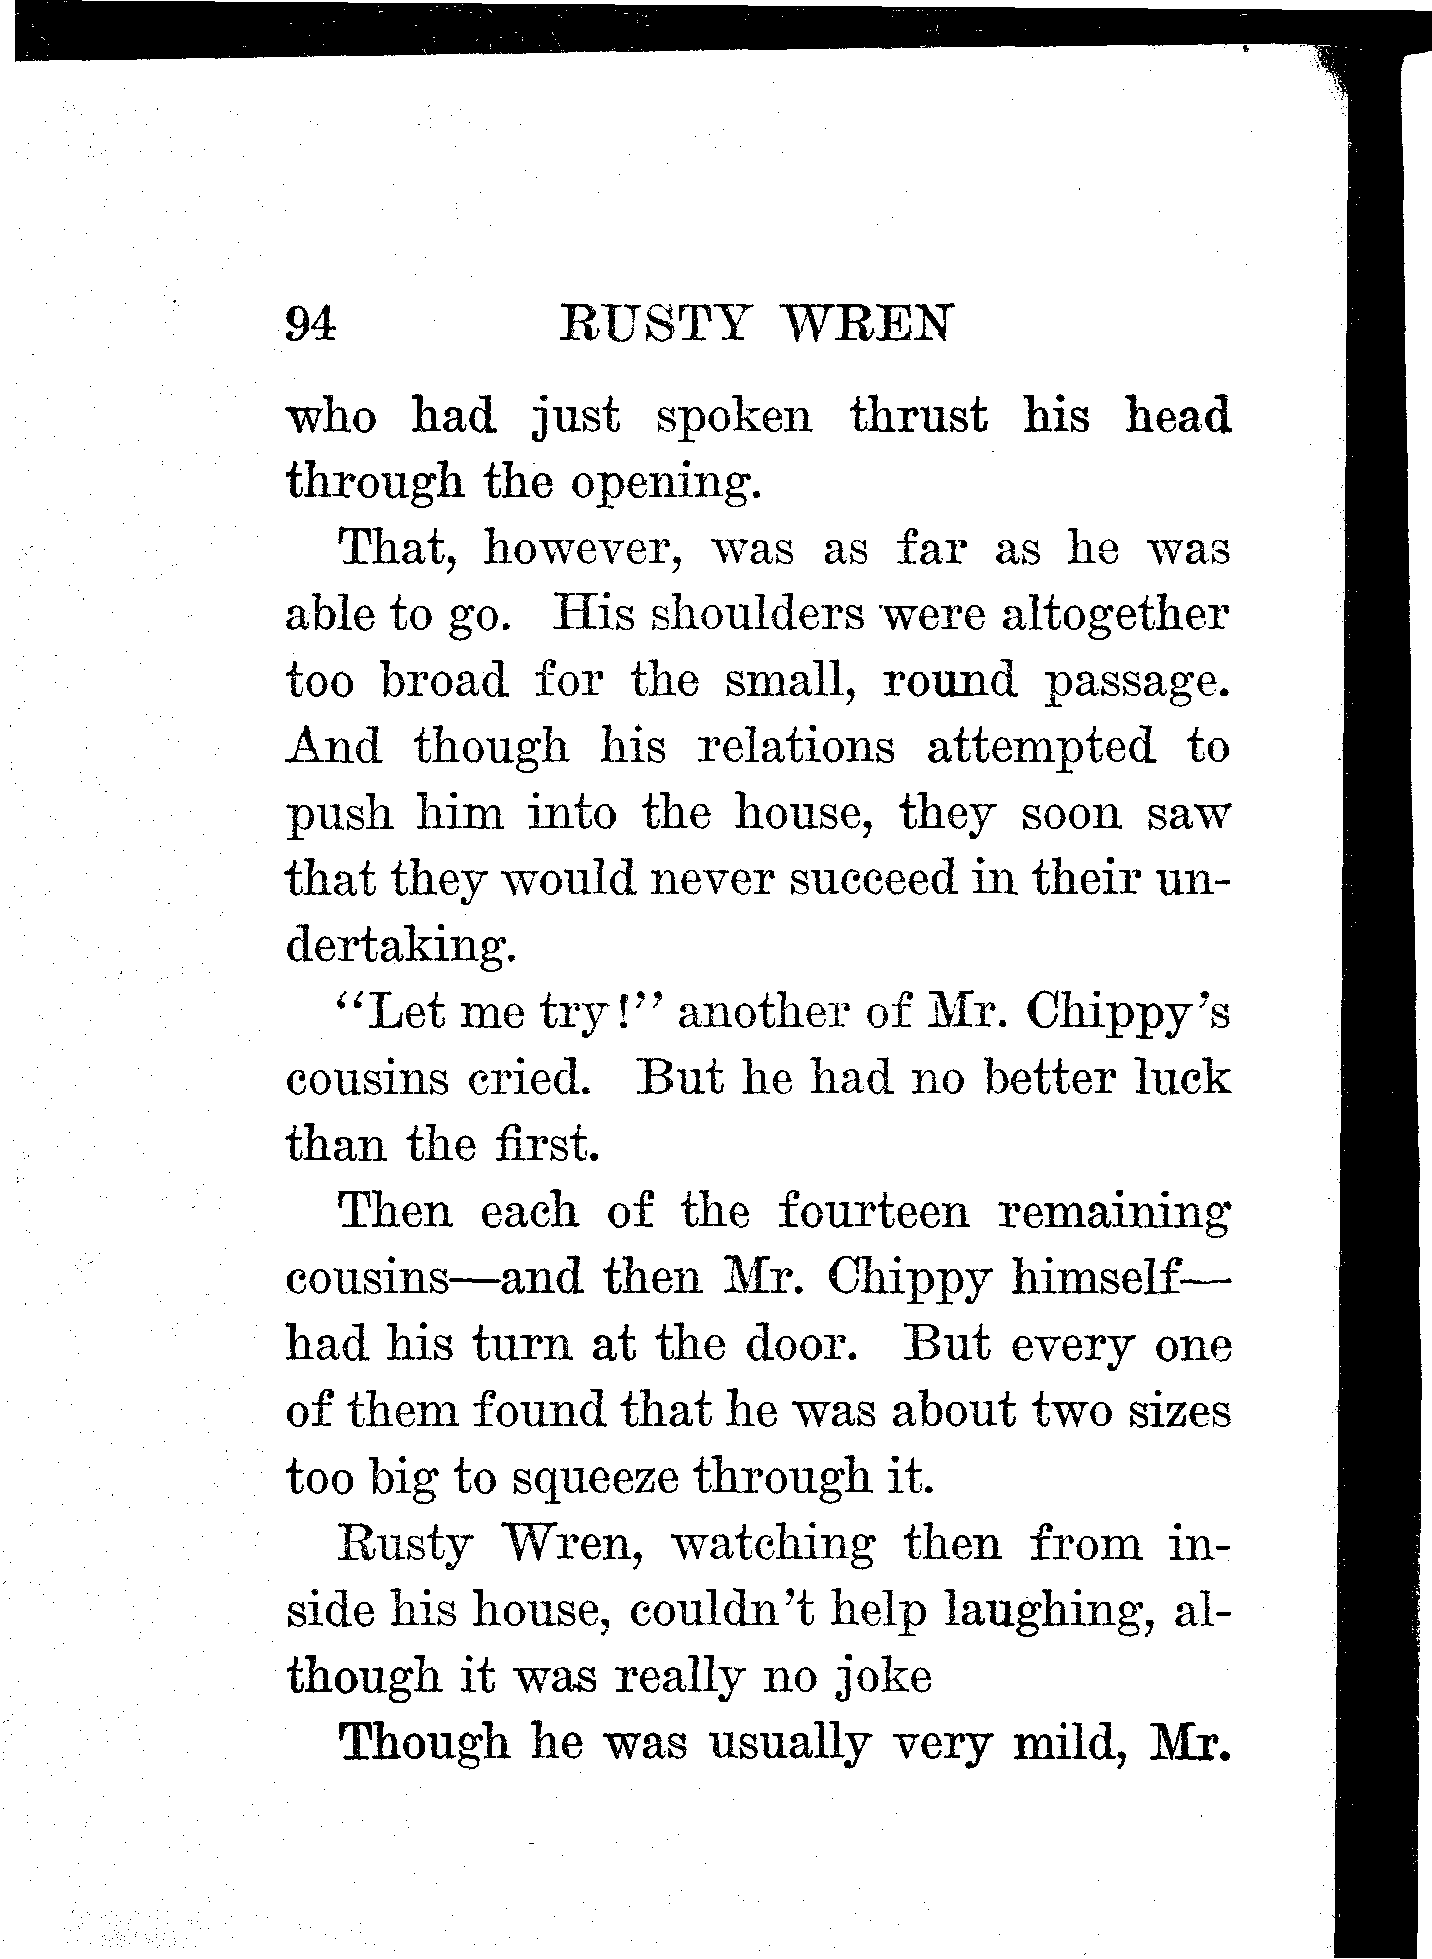 94 RUSTY WREN
who had just spoken thrust his head
through the opening.
That, however, was as far as he was
able to go. His shoulders were altogether
too broad for the small, round passage.
And though his relations attempted to
push him into the house, they soon saw
that they would never succeed in their un-
dertaking.
"Let me try!" another of Mr. Chippy's
cousins cried. But he had no better luck
than the first.
Then each of the fourteen remaining
cousins—and then Mr. Chippy himself—
had his turn at the door. But every one
of them found that he was about two sizes
too big to squeeze through it.
Rusty Wren, watching then from in-
side his house, couldn't help laughing, al-
though it was really no joke
Though he was usually very mild, Mr.